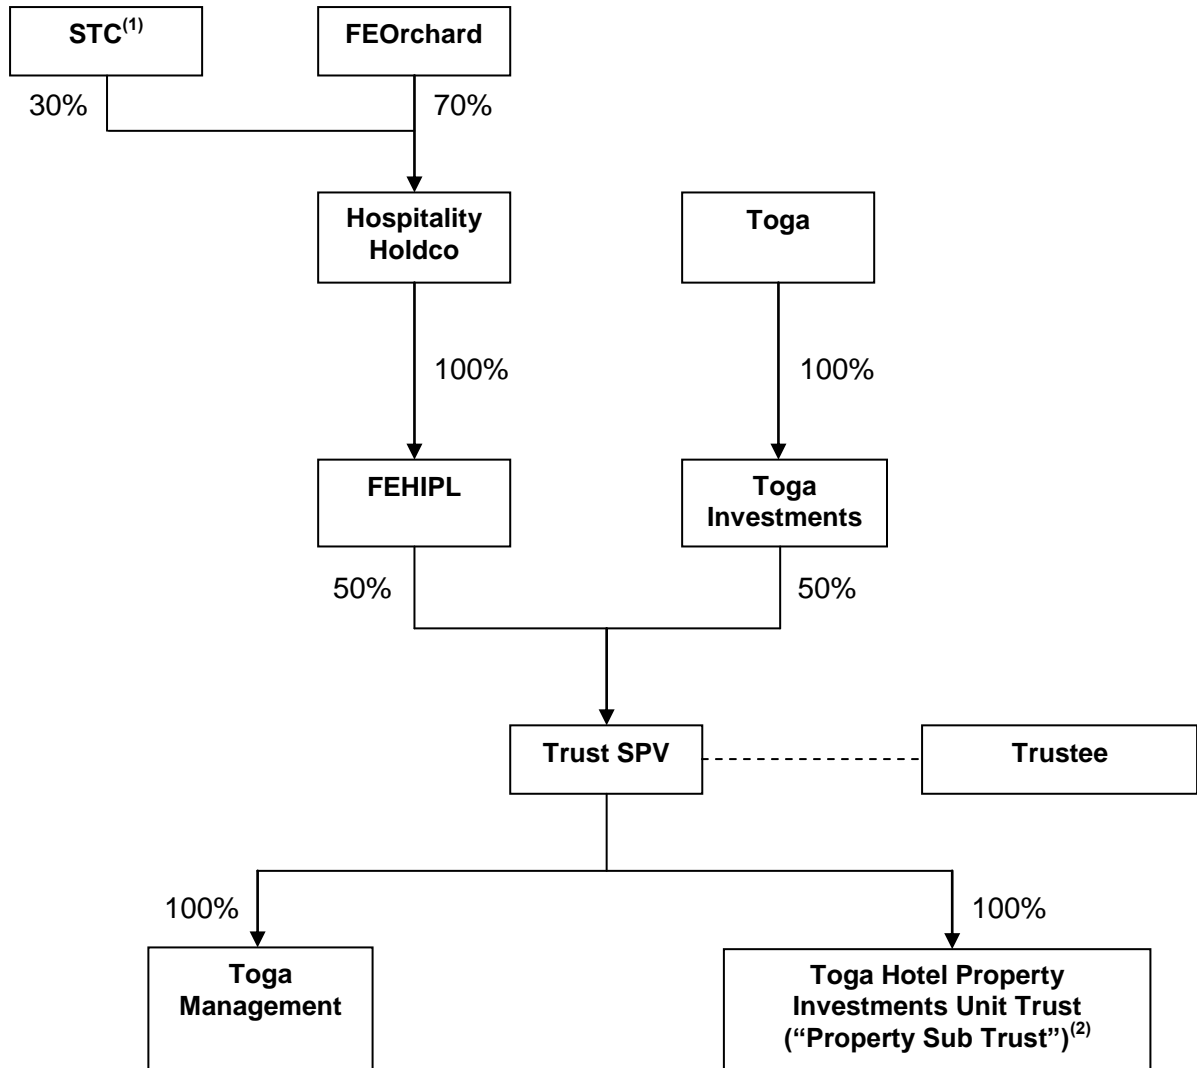 STC(1)
FEOrchard
30%
70%
Hospitality
Holdco
Toga
100%
100%
FEHIPL
Toga
Investments
50%
50%
Trust SPV
Trustee
100%
100%
Toga
Management
Toga Hotel Property
Investments Unit Trust
(“Property Sub Trust”)(2)